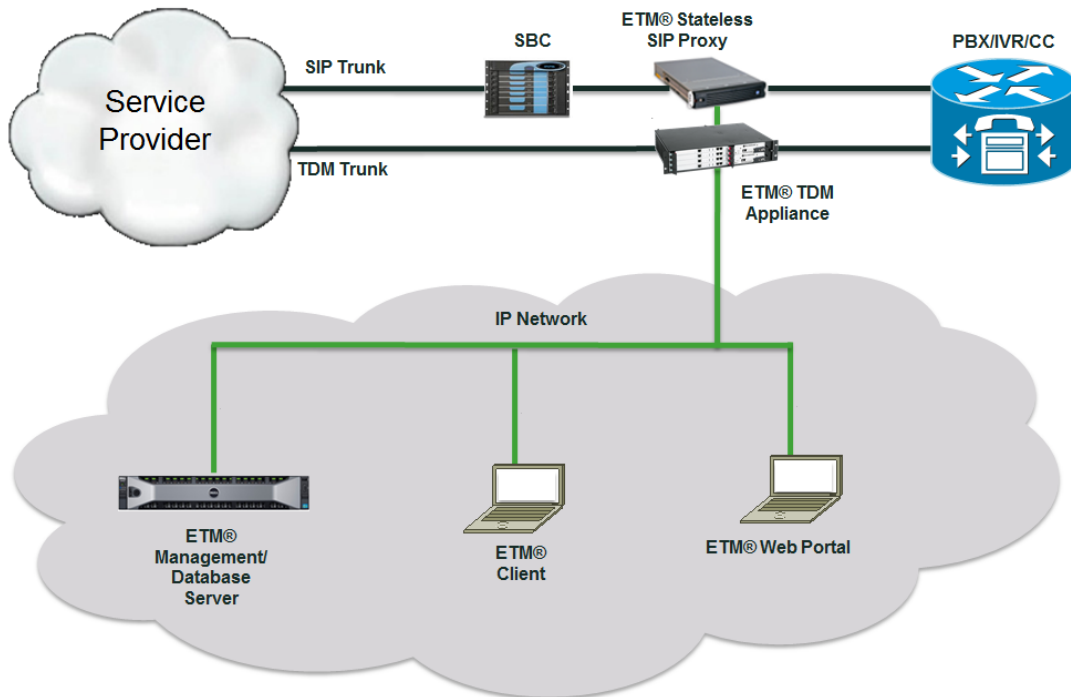 ETM® Stateless
SIP Proxy
SBC
PBX/IVR/CC
SIP Trunk
Service
Provider
TDM Trunk
ETM® TDM
Appliance
IP Network
ETM®
Management/
Database
Server
ETM®
Client
ETM® Web Portal